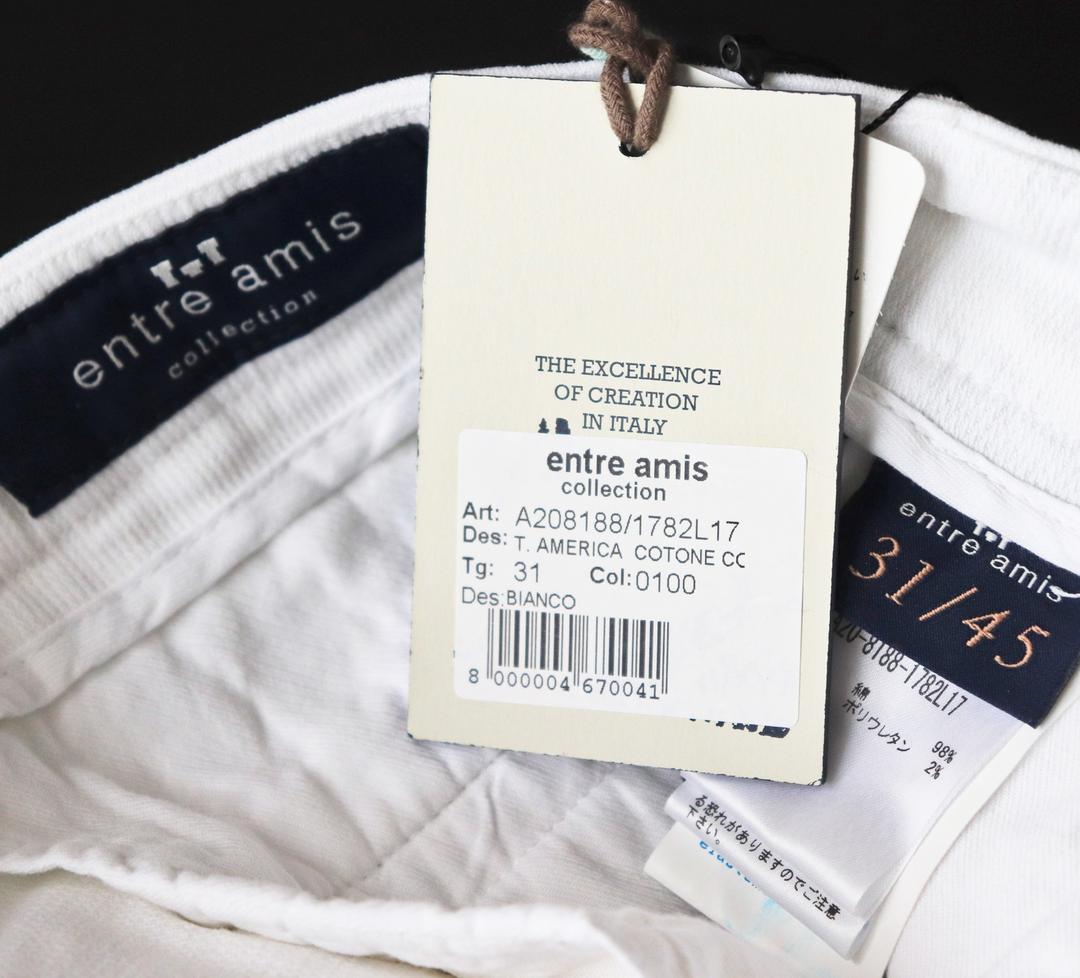 entre amis
collection
THE EXCELLENCE
OF CREATION
IN ITALY
entre amis
collection
Art: A208188/1782L17
Des: T. AMERICA COTONE CC
Tg: 31 Col:0100
Des:BIANCO
8 000004 670041
entre amis
31/45
A20-8188-1782L17
綿 98%
ポリウレタン 2%
る恐れがありますのでご注意
下さい。